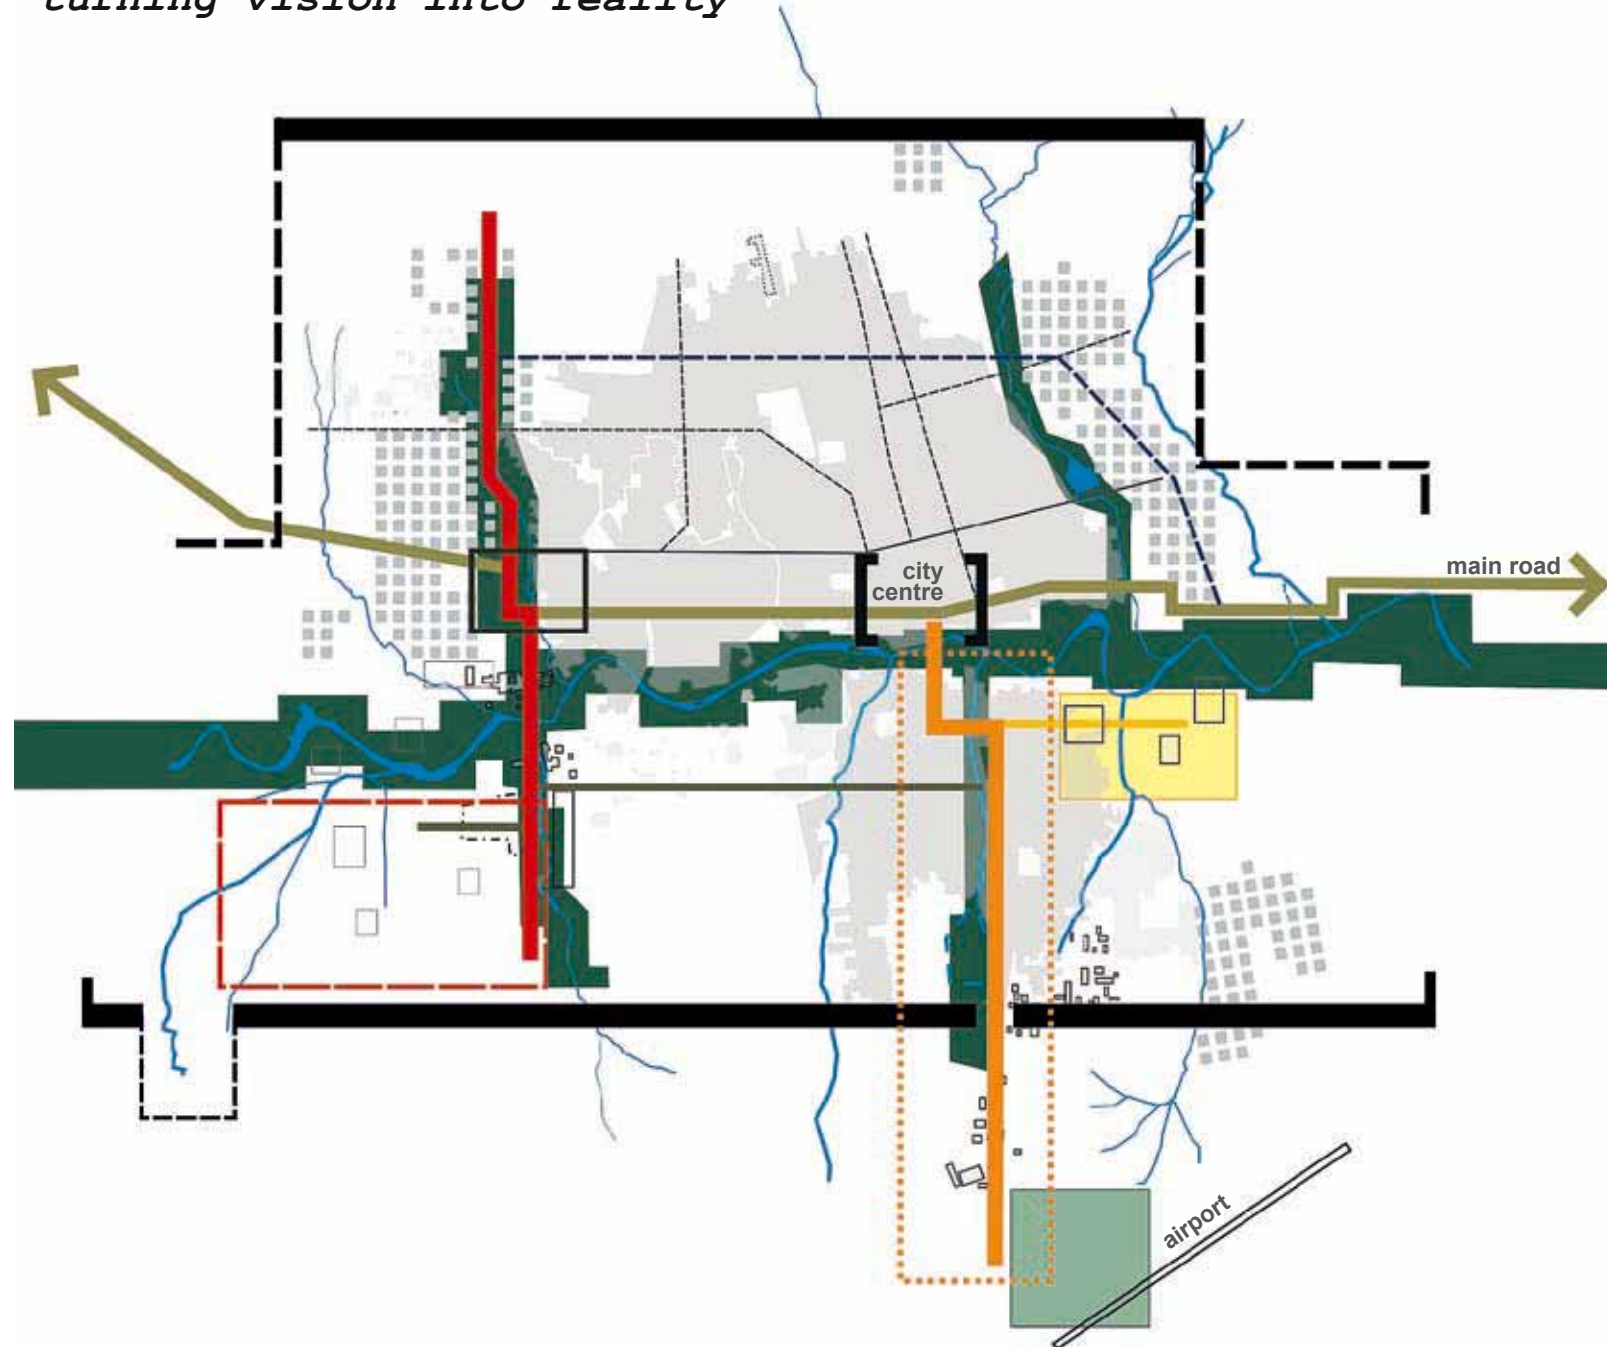 turning vision into reality
main road
city
centre
airport